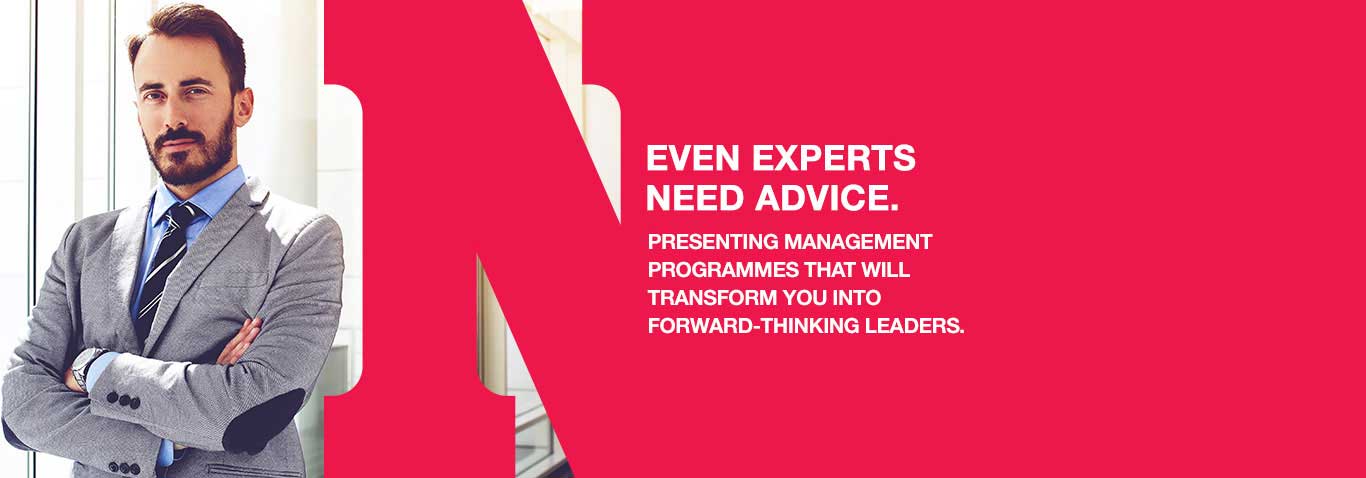 EVEN EXPERTS
NEED ADVICE.
PRESENTING MANAGEMENT
PROGRAMMES THAT WILL
TRANSFORM YOU INTO
FORWARD-THINKING LEADERS.